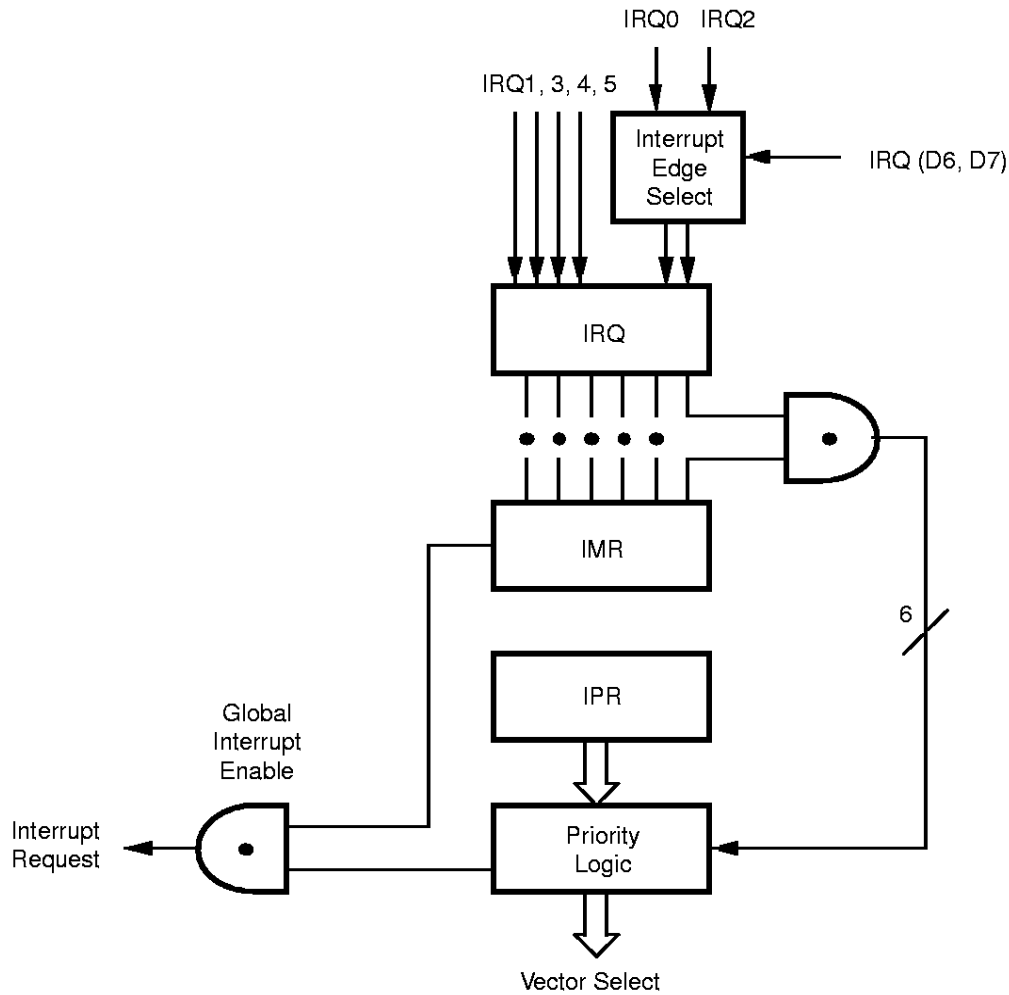 IRQ0 IRQ2
IRQ1, 3, 4, 5
Interrupt
Edge
Select
IRQ (D6, D7)
IRQ
IMR
6
IPR
Global
Interrupt
Enable
Interrupt
Request
Priority
Logic
Vector Select